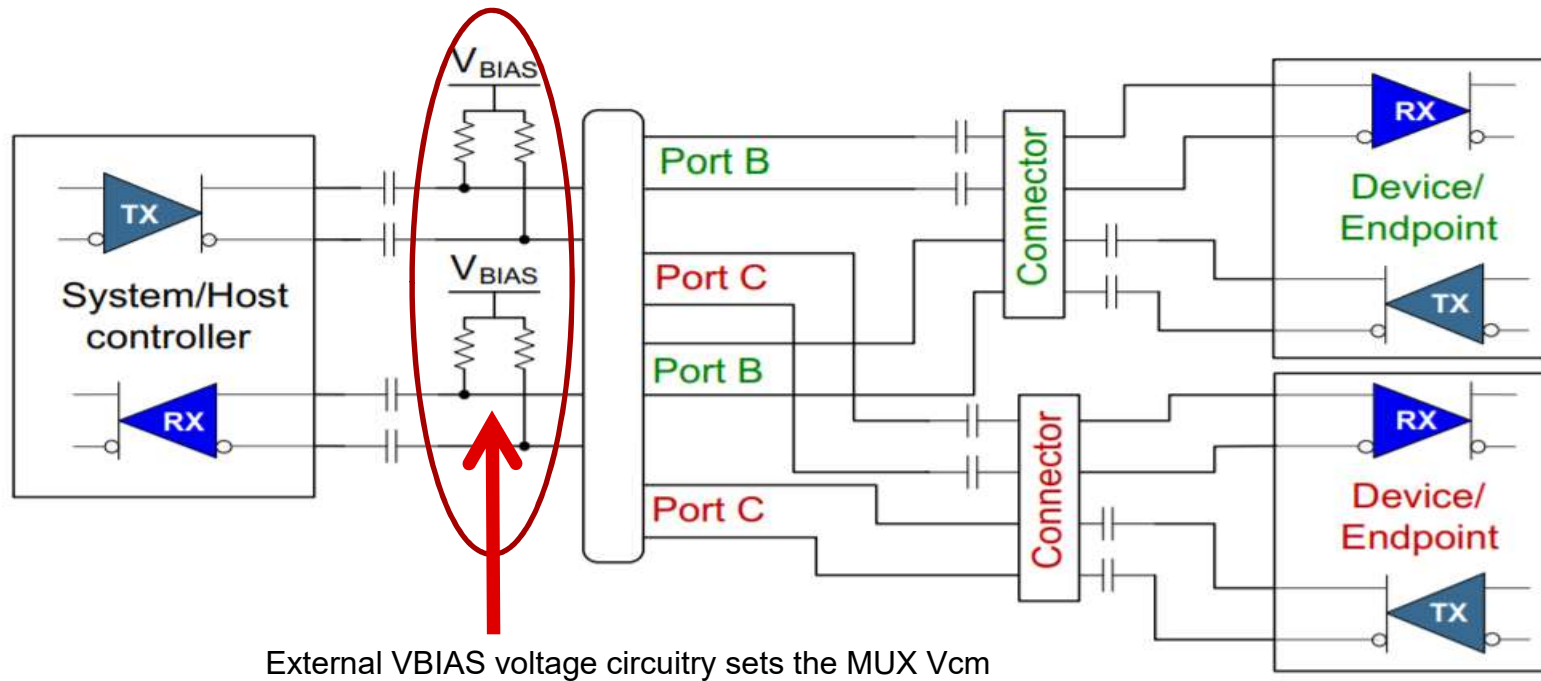 VBIAS
TX
VBIAS
System/Host
controller
RX
Port B
Port C
Port B
Port C
Connector
Connector
RX
Device/
Endpoint
TX
RX
Device/
Endpoint
TX
External VBIAS voltage circuitry sets the MUX Vcm